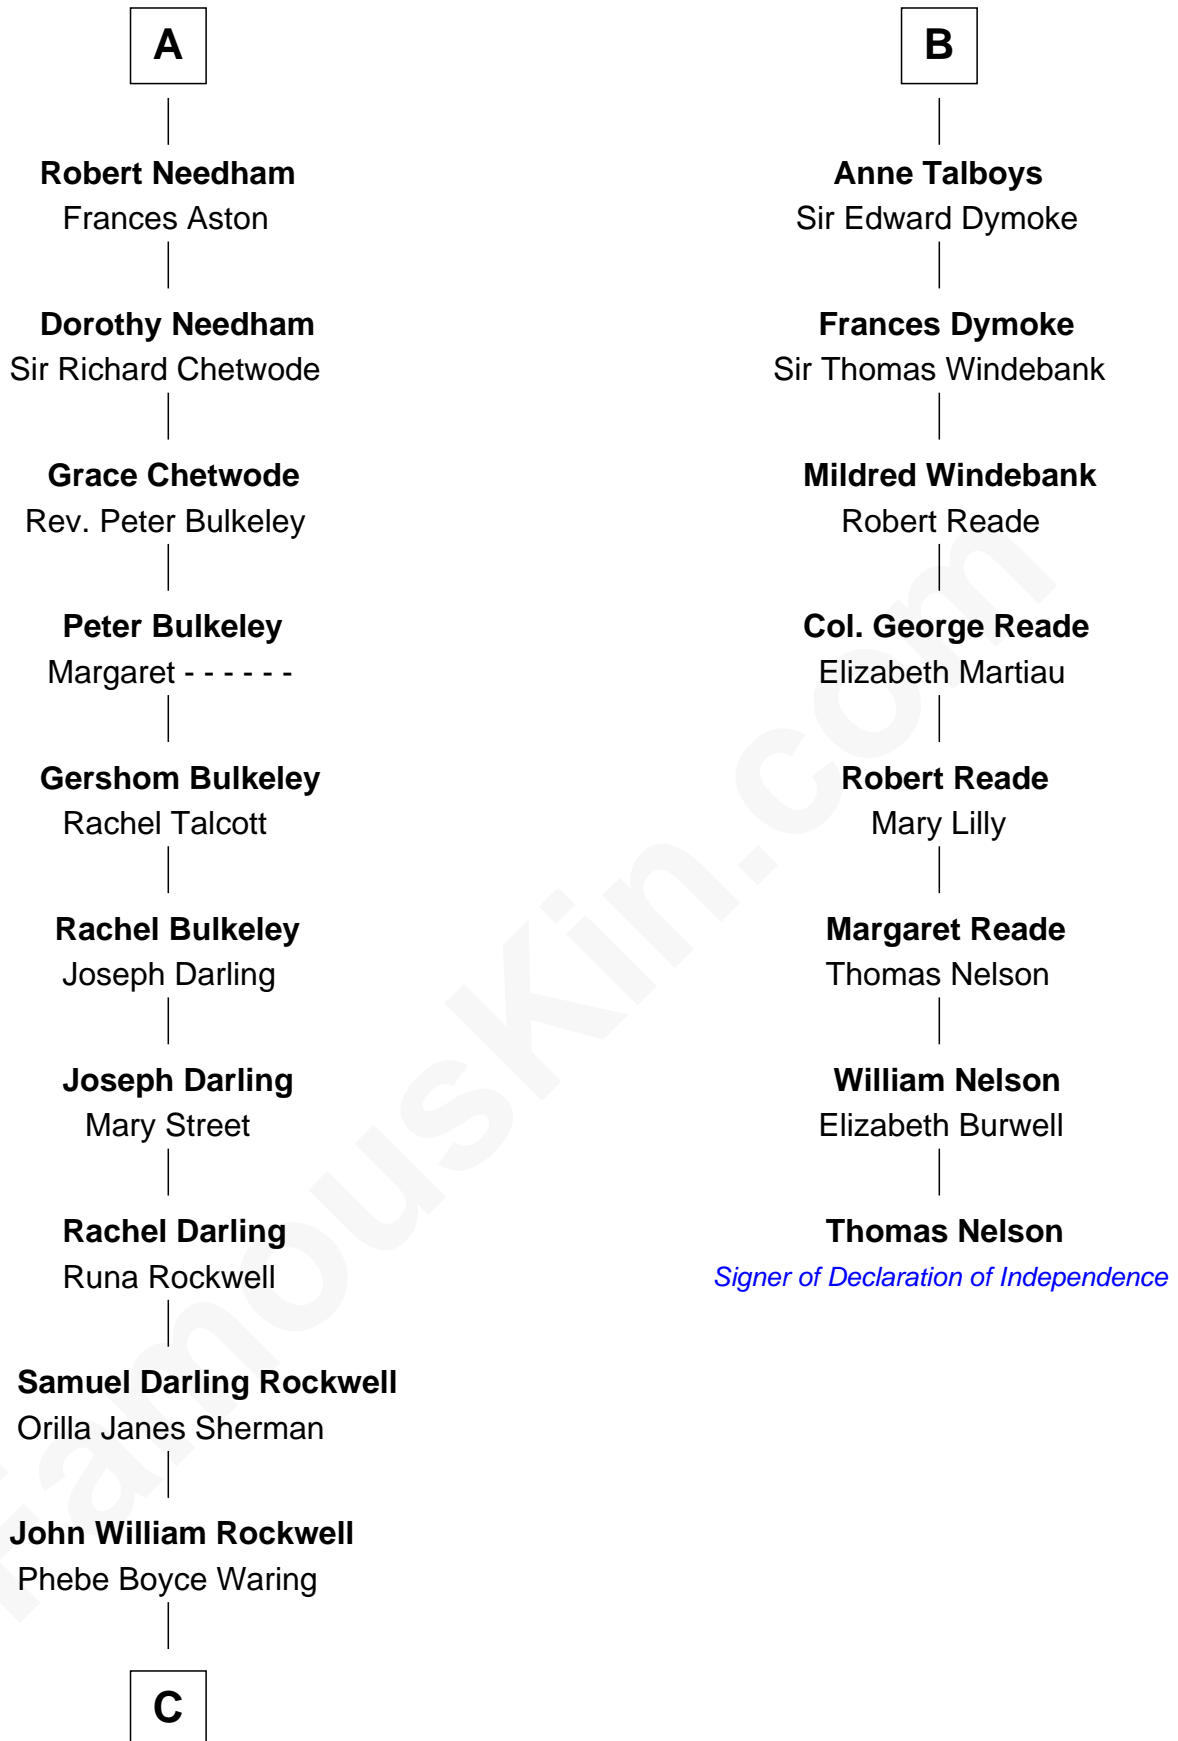 A
Robert Needham
Frances Aston
Dorothy Needham
Sir Richard Chetwode
Grace Chetwode
Rev. Peter Bulkeley
Peter Bulkeley
Margaret - - - - - -
Gershom Bulkeley
Rachel Talcott
Rachel Bulkeley
Joseph Darling
Joseph Darling
Mary Street
Rachel Darling
Runa Rockwell
Samuel Darling Rockwell
Orilla Janes Sherman
John William Rockwell
Phebe Boyce Waring
C
B
Anne Talboys
Sir Edward Dymoke
Frances Dymoke
Sir Thomas Windebank
Mildred Windebank
Robert Reade
Col. George Reade
Elizabeth Martiau
Robert Reade
Mary Lilly
Margaret Reade
Thomas Nelson
William Nelson
Elizabeth Burwell
Thomas Nelson
Signer of Declaration of Independence
FamousKin.com